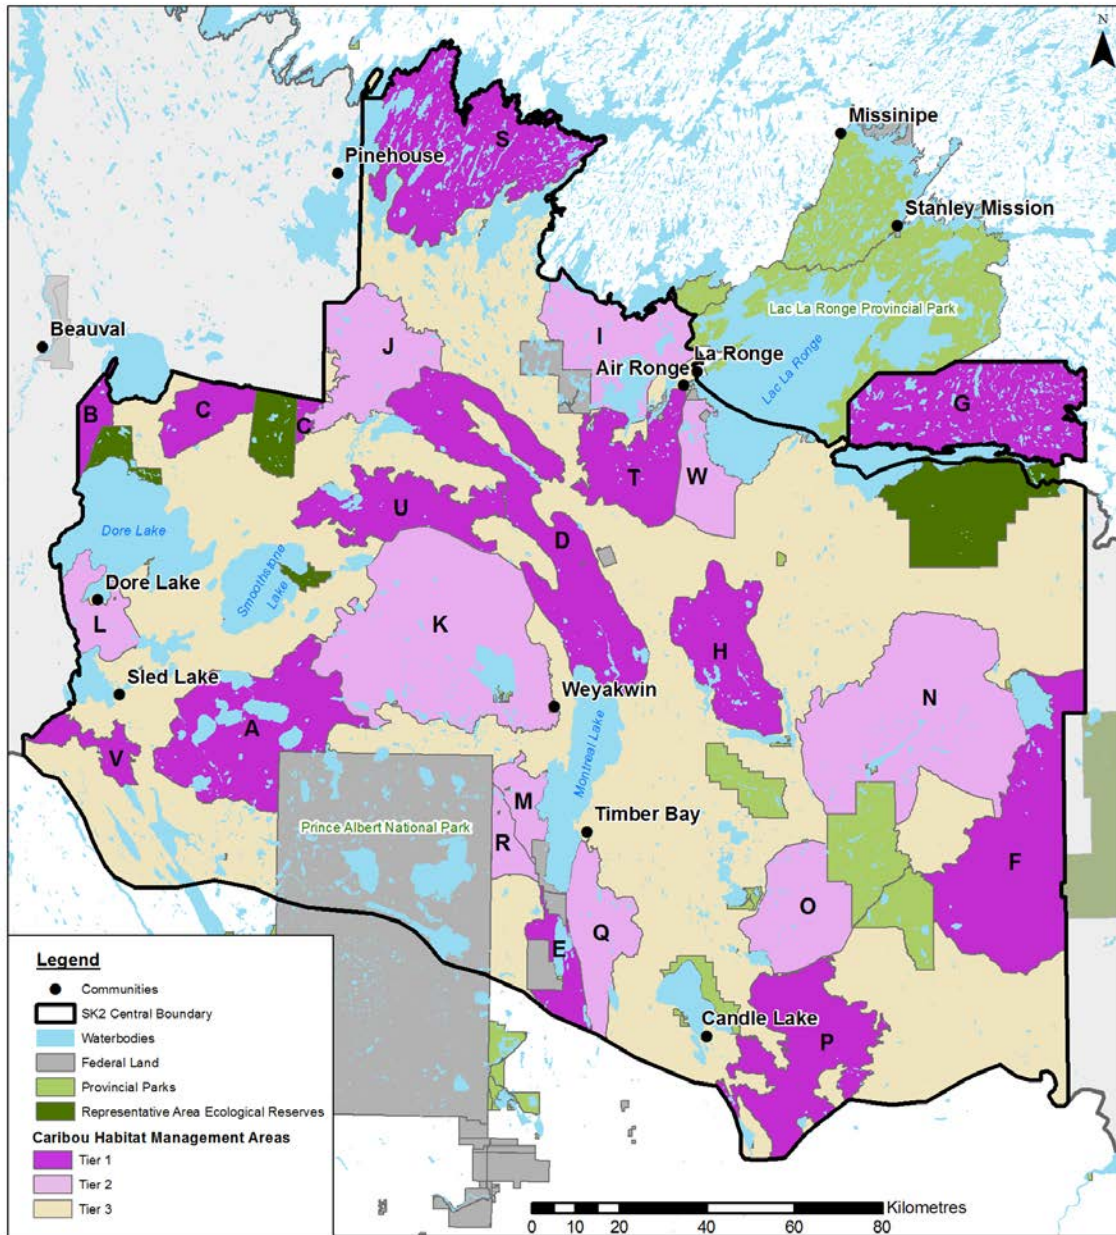 N
Missinipe
S
Pinehouse
Stanley Mission
Lac La Ronge Provincial Park
Beauval
J
I
La Ronge
Air Ronge
Lac La Ronge
B
C
C
G
T
W
U
D
Dore Lake
Smoothstone
Lake
Dore Lake
L
K
H
Sled Lake
Weyakwin
N
A
V
Montreal Lake
M
Timber Bay
Prince Albert National Park
R
F
O
E
Q
Candle Lake
P
Legend
Communities
SK2 Central Boundary
Waterbodies
Federal Land
Provincial Parks
Representative Area Ecological Reserves
Caribou Habitat Management Areas
Tier 1
Tier 2
Tier 3
Kilometres
0 5 10 20 40 60 80